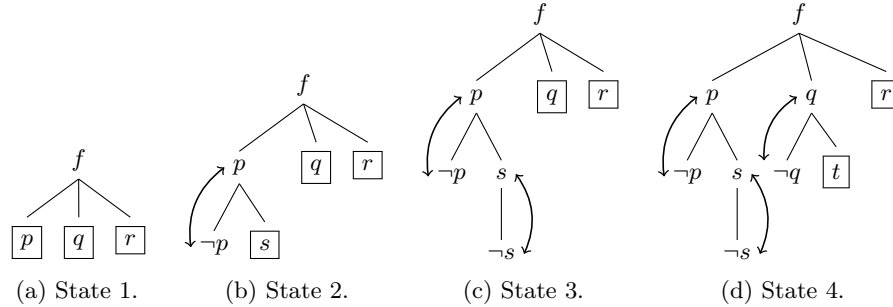 f
p
q
r
(a) State 1.
f
p
q
r
¬p
s
(b) State 2.
f
p
q
r
¬p
s
¬s
(c) State 3.
f
p
q
r
¬p
s
¬q
t
¬s
(d) State 4.